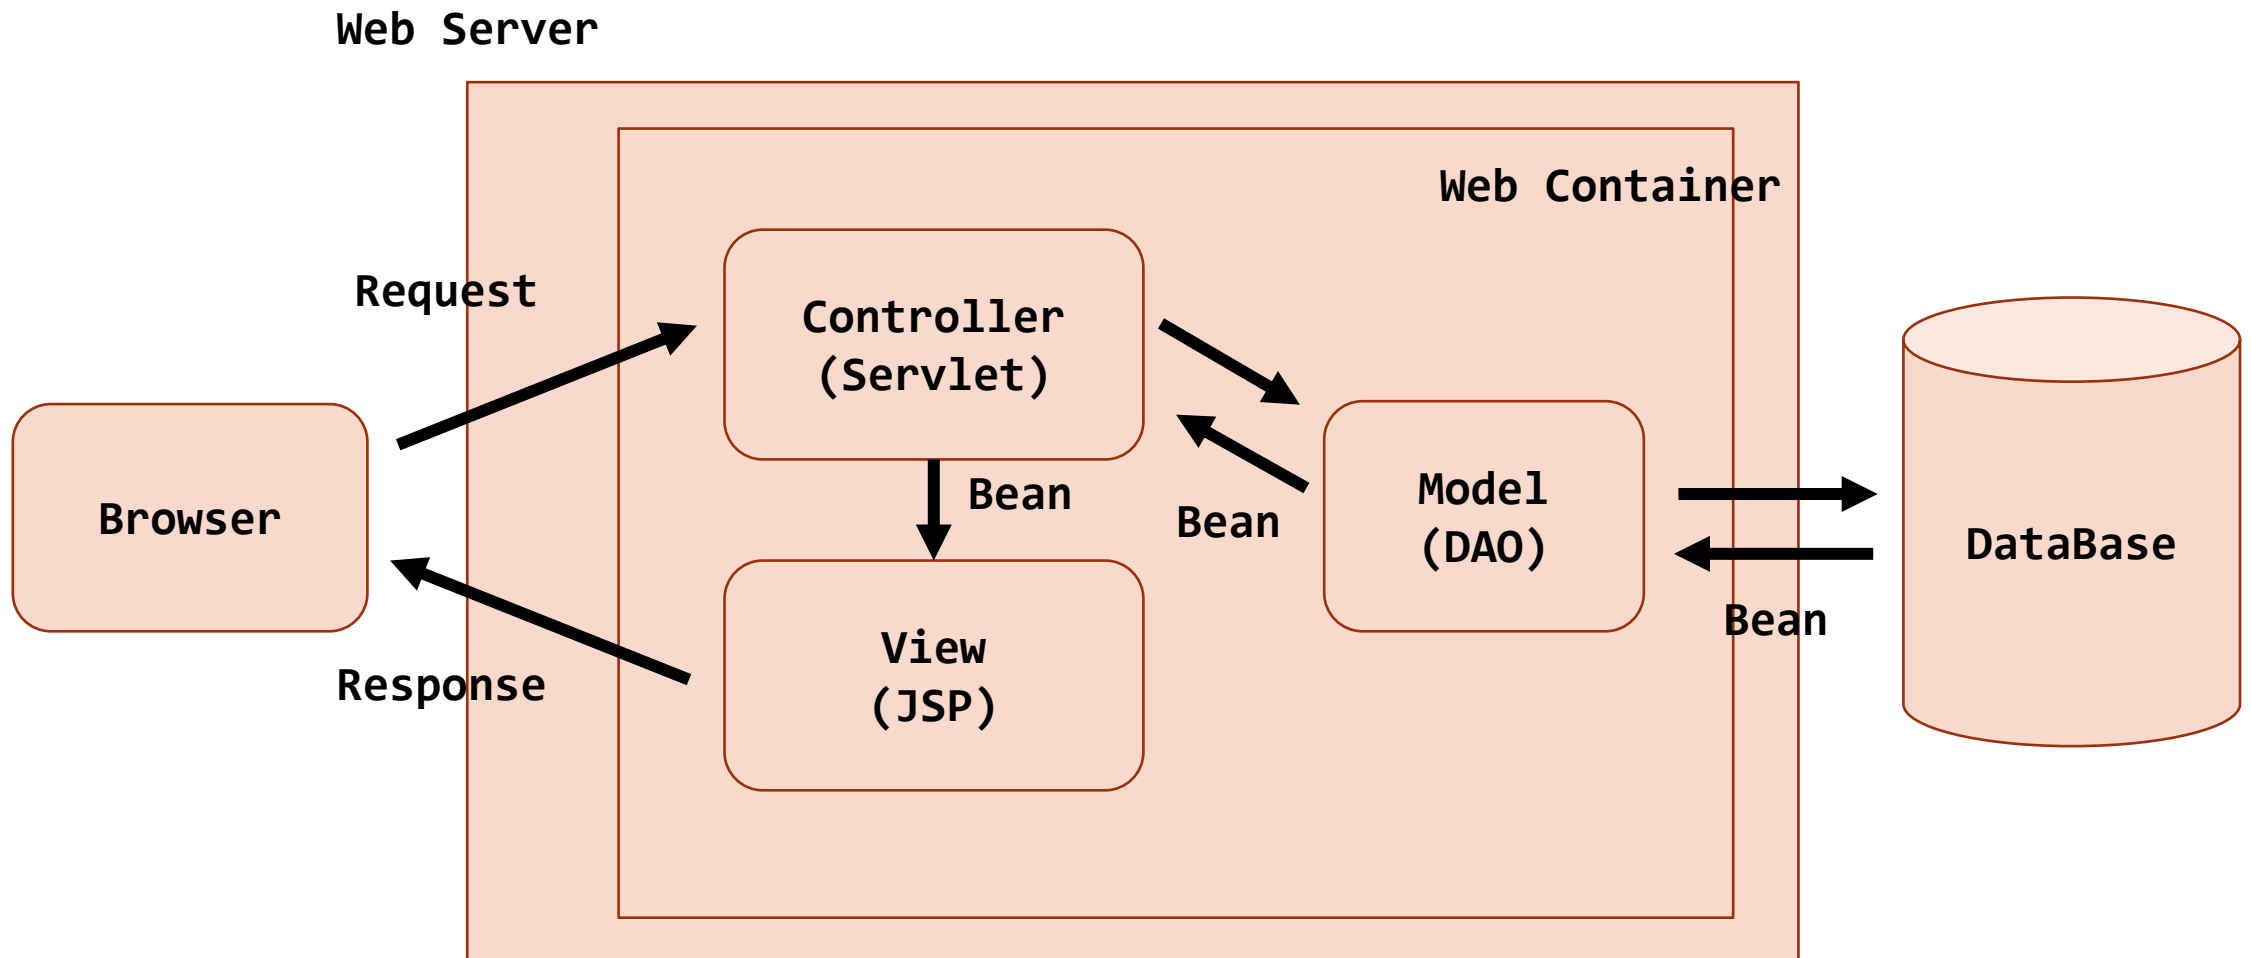 Web Server
Web Container
Request
Controller
(Servlet)
Browser
Bean
Bean
Model
(DAO)
DataBase
Bean
View
(JSP)
Response